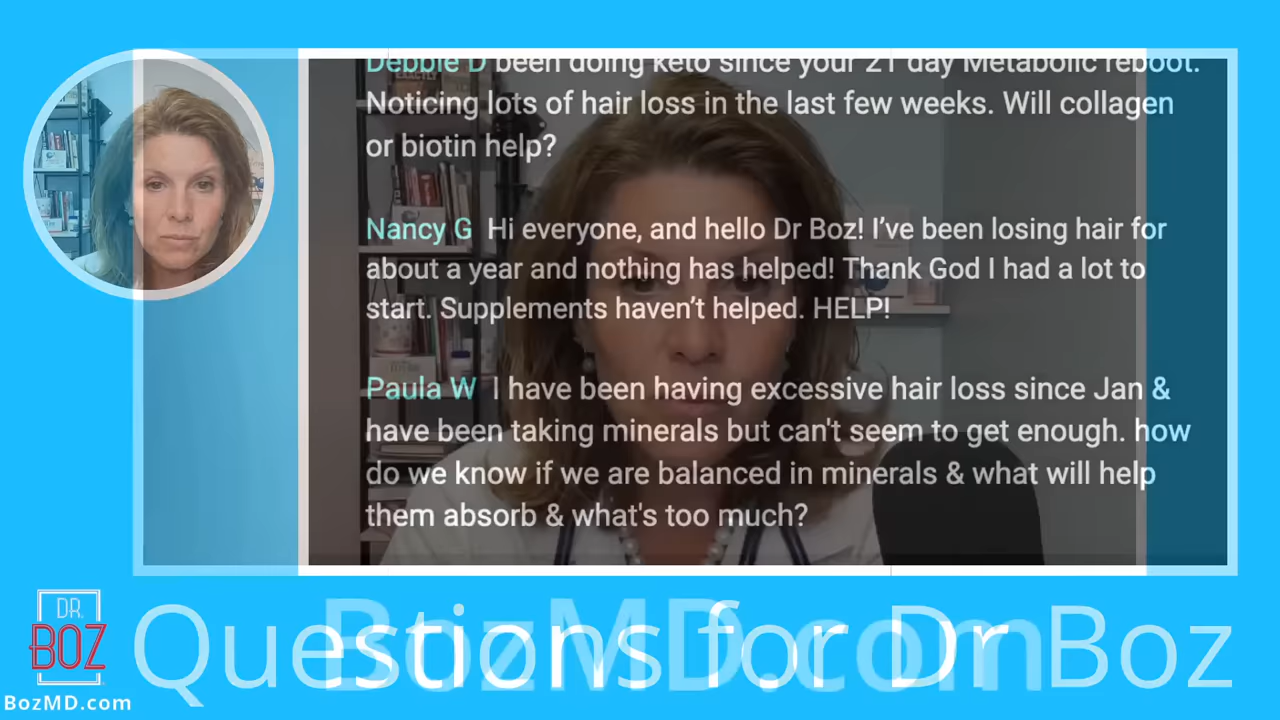 Debbie D been doing keto since your 21 day Metabolic reboot.
Noticing lots of hair loss in the last few weeks. Will collagen
or biotin help?
Nancy G Hi everyone, and hello Dr Boz! I've been losing hair for
about a year and nothing has helped! Thank God I had a lot to
start. Supplements haven't helped. HELP!
Paula W I have been having excessive hair loss since Jan &
have been taking minerals but can't seem to get enough. how
do we know if we are balanced in minerals & what will help
them absorb & what's too much?
DR.
BOZ
BozMD.com
Questions for Dr Boz
BozMD.com